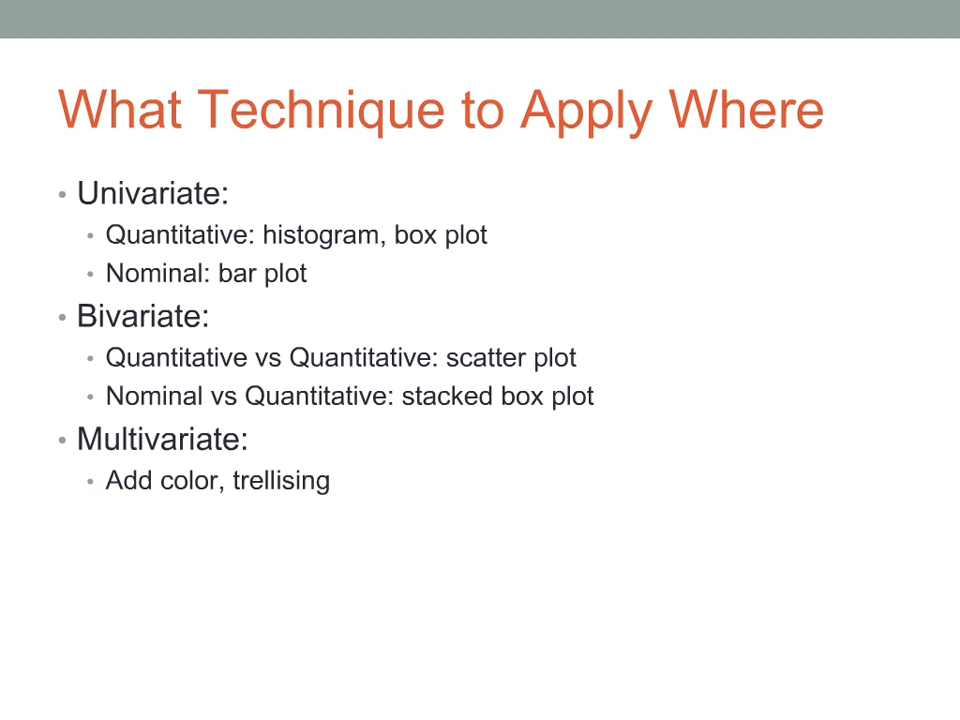 What Technique to Apply Where
• Univariate:
• Quantitative: histogram, box plot
• Nominal: bar plot
• Bivariate:
• Quantitative vs Quantitative: scatter plot
• Nominal vs Quantitative: stacked box plot
• Multivariate:
• Add color, trellising